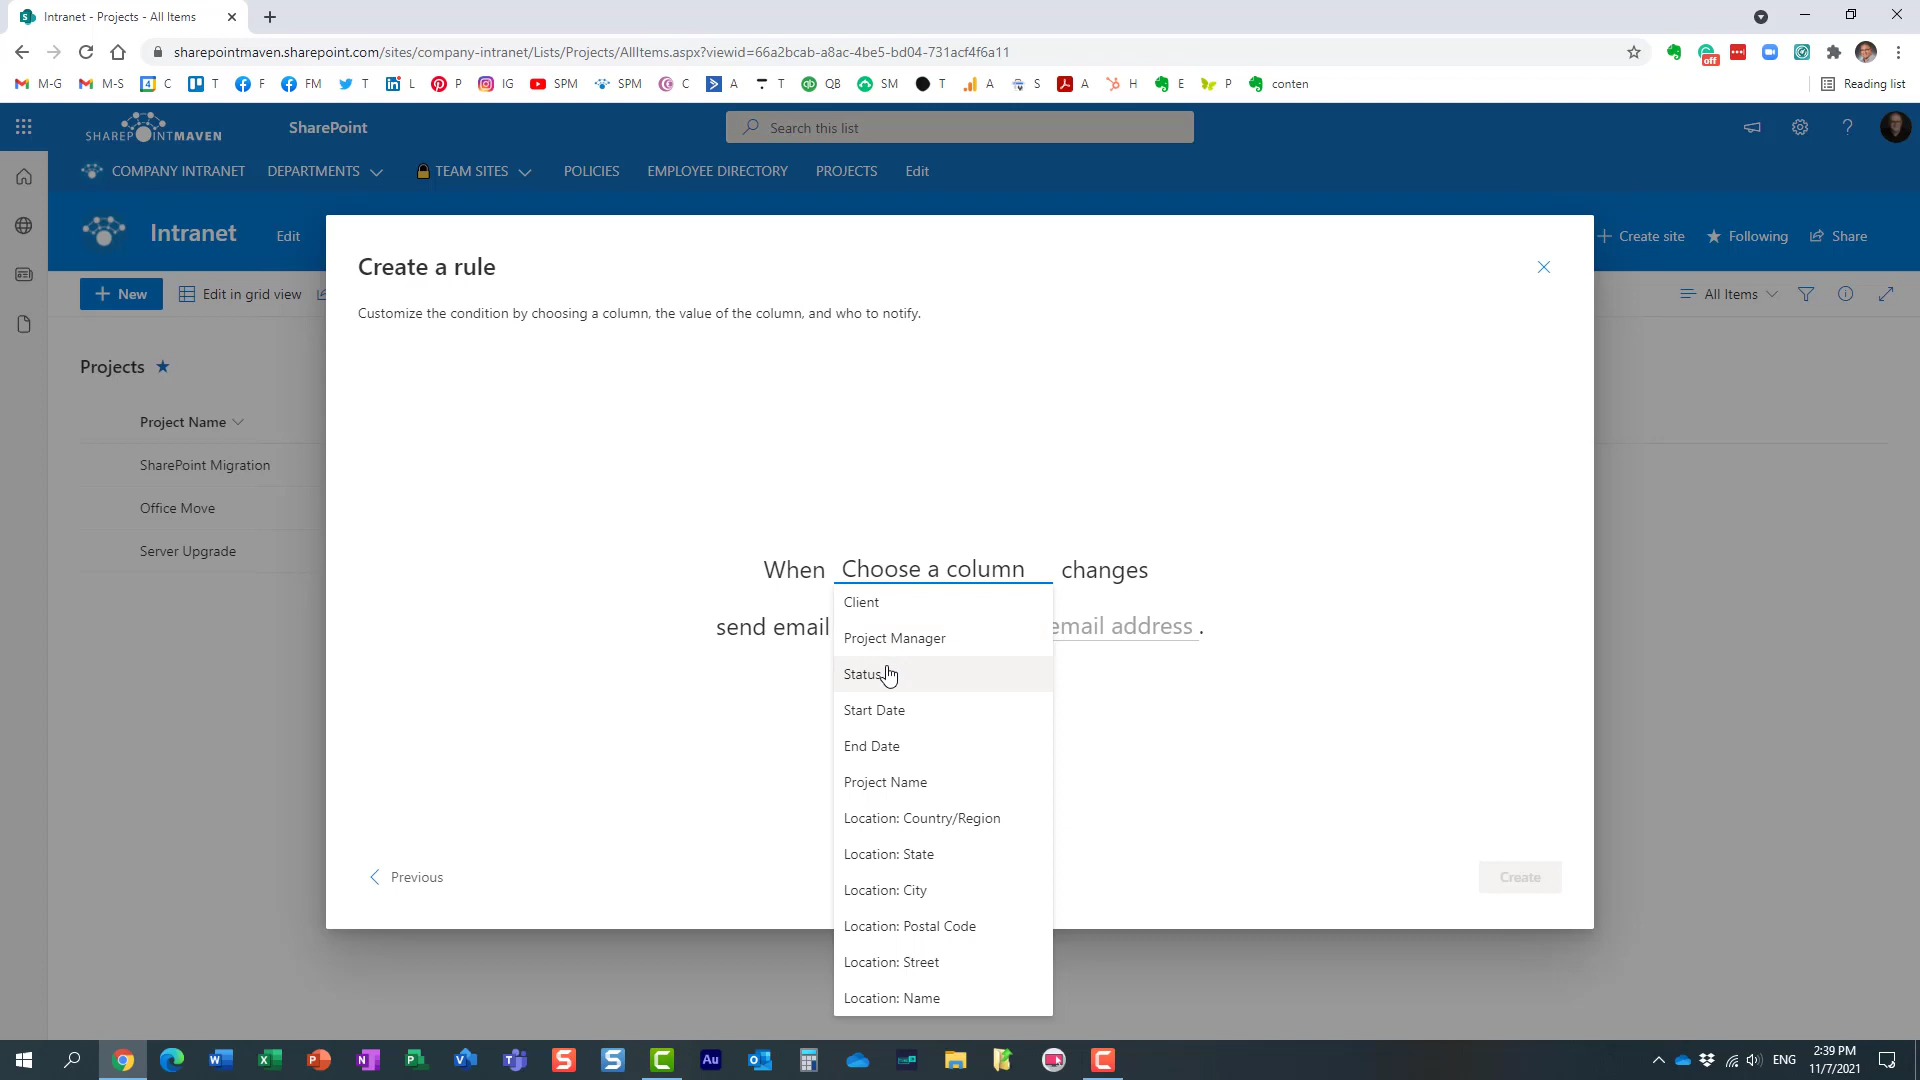 Intranet - Projects - All Items
sharepointmaven.sharepoint.com/sites/company-intranet/Lists/Projects/AllItems.aspx?viewid=66a2bcab-a8ac-4be5-bd04-731acf4f6a11
off
M-G M-S C T F FM T L P IG SPM SPM C A T QB SM T A S A H E P conten Reading list
SHAREPOINTMAVEN SharePoint Search this list ?
COMPANY INTRANET DEPARTMENTS TEAM SITES POLICIES EMPLOYEE DIRECTORY PROJECTS Edit
Intranet Edit Create site Following Share
New Edit in grid view All Items
Projects
Project Name
SharePoint Migration
Office Move
Server Upgrade
Create a rule
Customize the condition by choosing a column, the value of the column, and who to notify.
When Choose a column changes
send email email address .
Client
Project Manager
Status
Start Date
End Date
Project Name
Location: Country/Region
Location: State
Location: City
Location: Postal Code
Location: Street
Location: Name
Previous Create
ENG 2:39 PM
11/7/2021